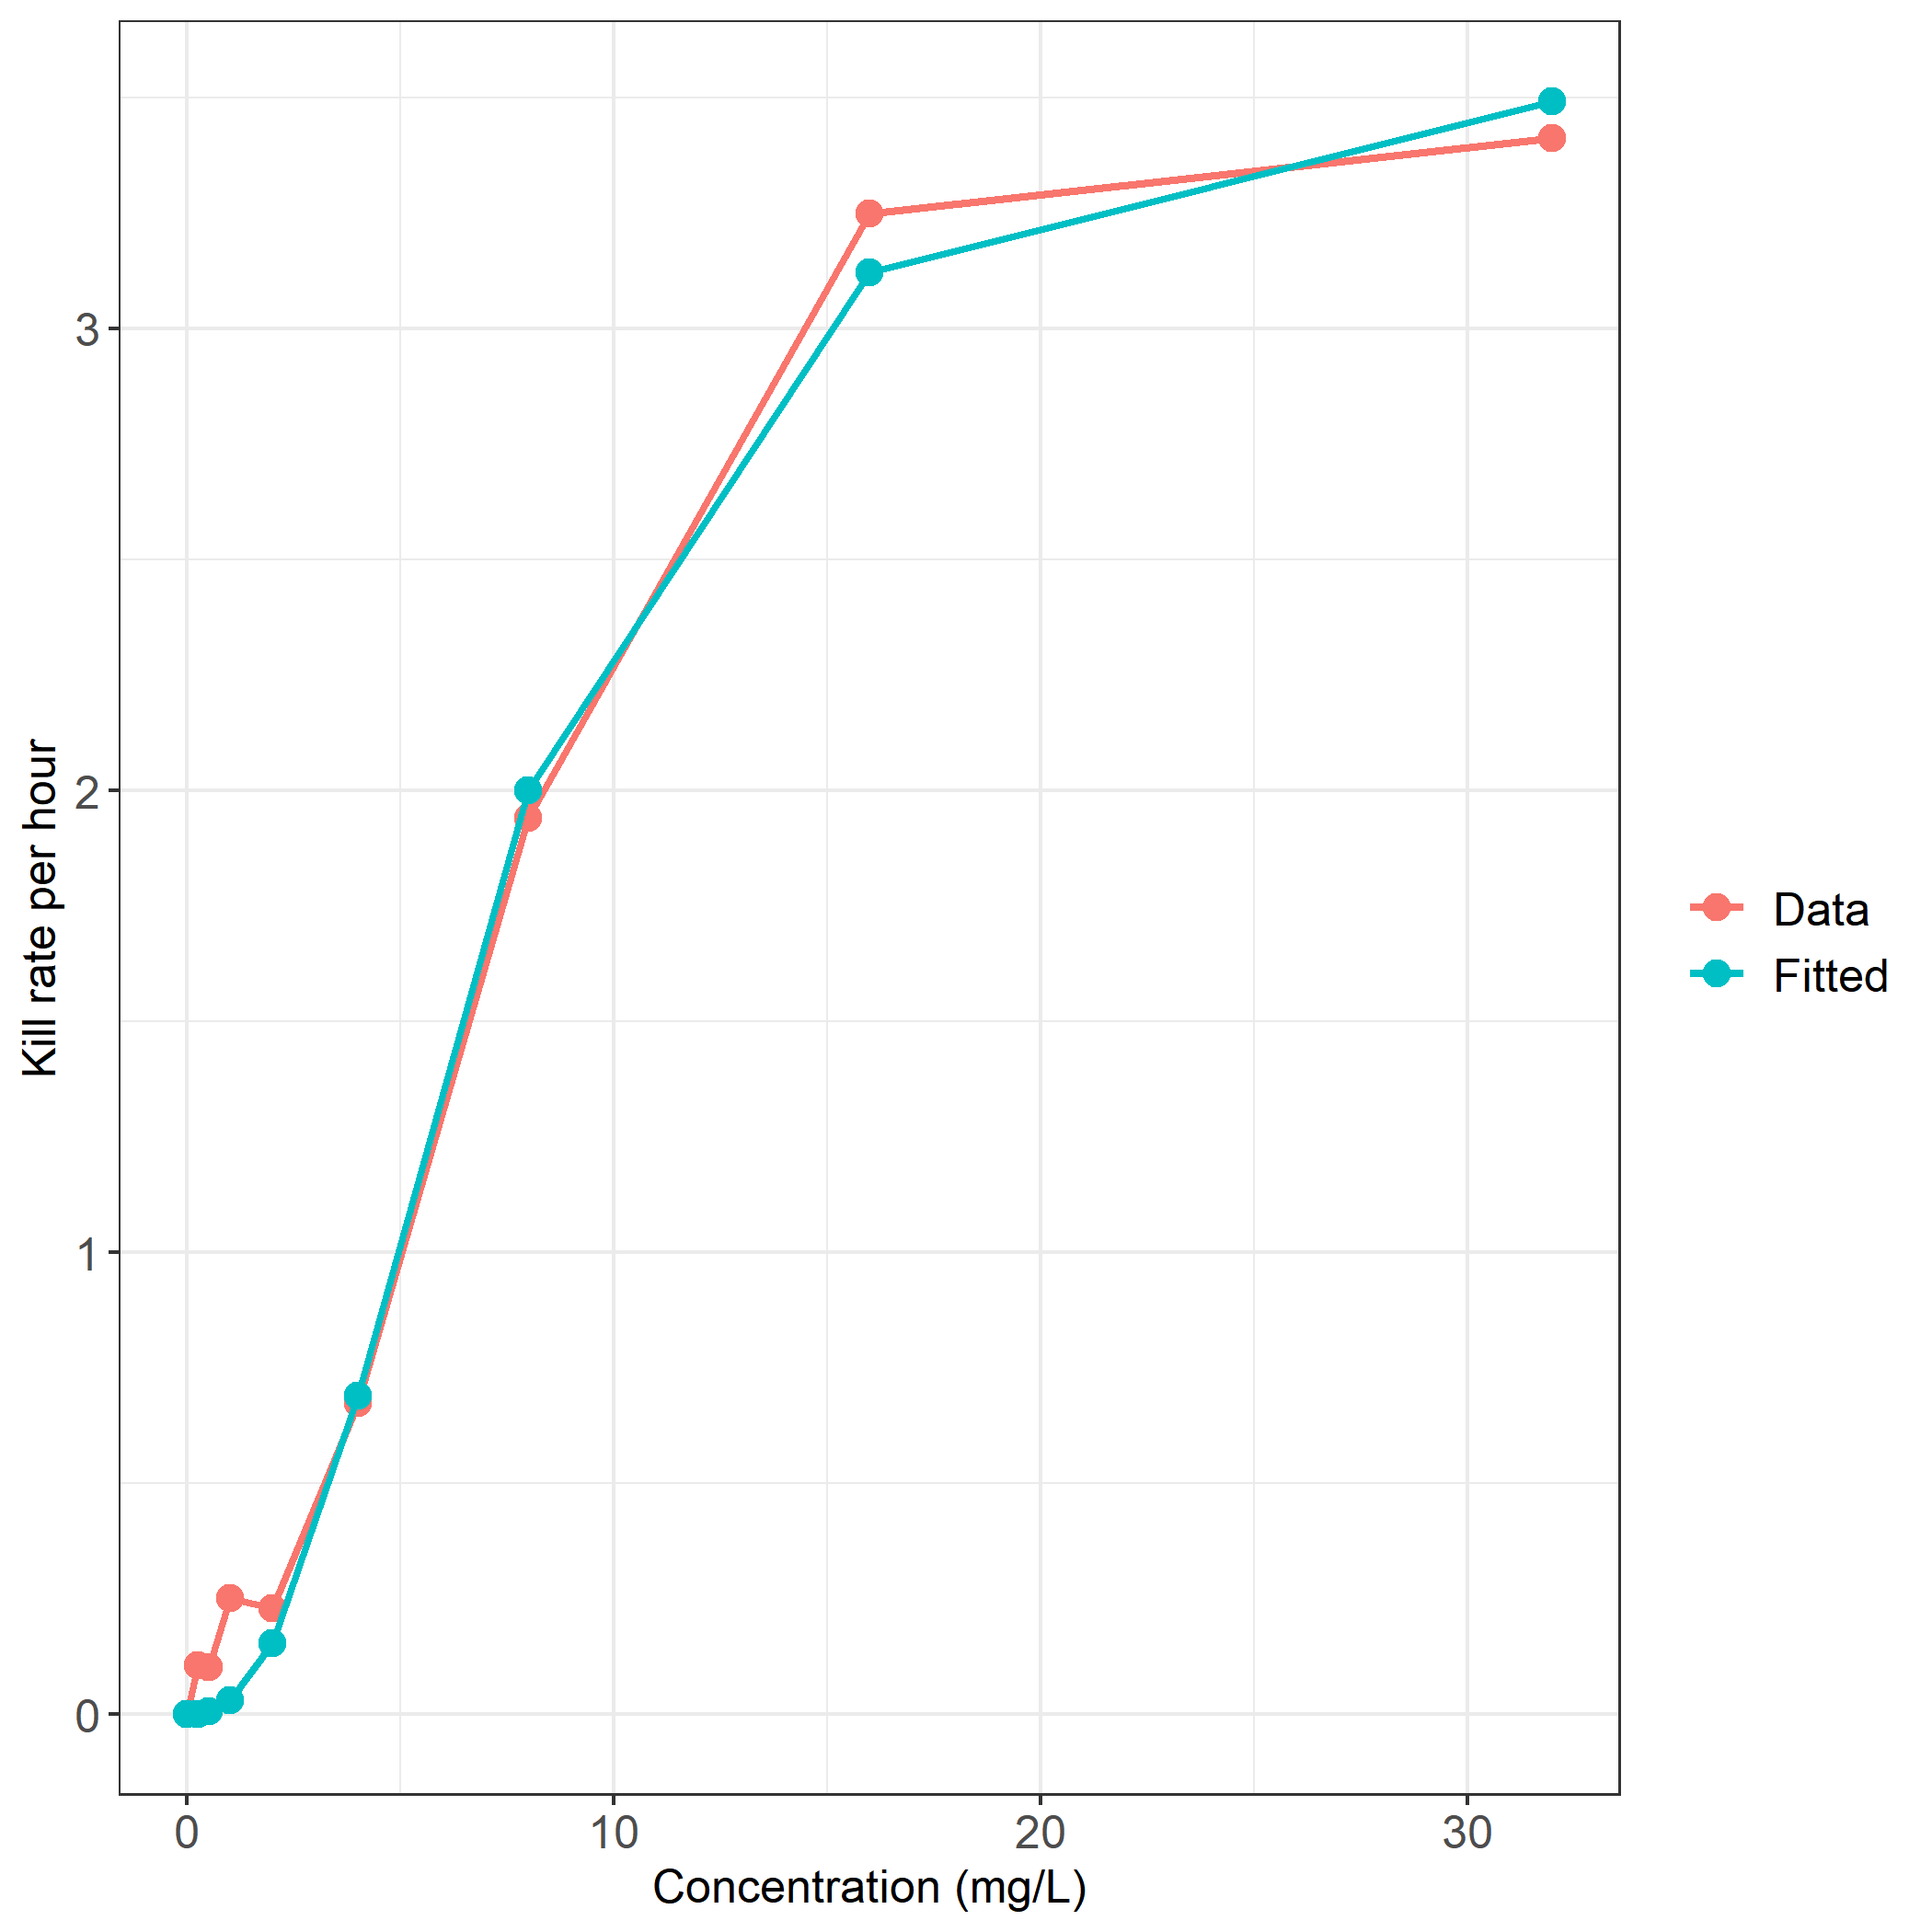 Kill rate per hour
3
2
1
0
0 10 20 30
Concentration (mg/L)
Data
Fitted